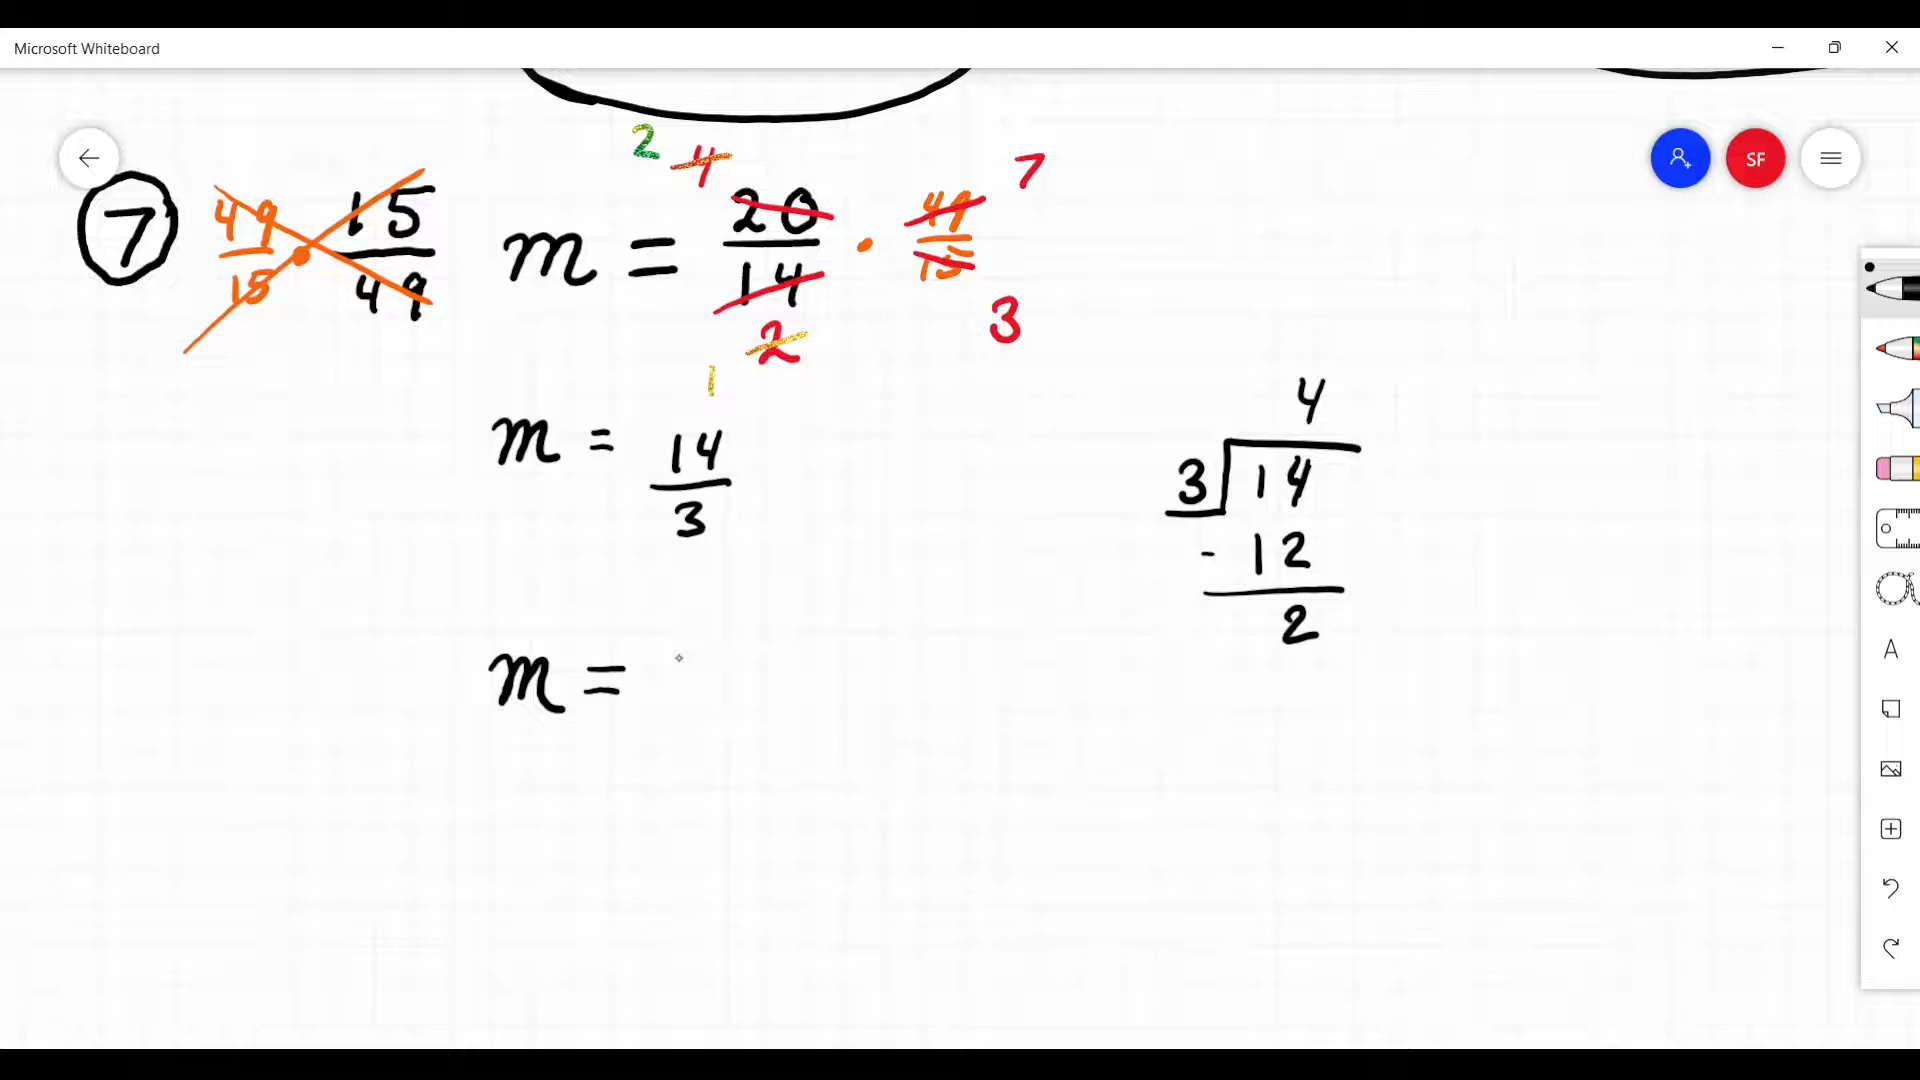 Microsoft Whiteboard
SF
7
49/15 · 15/49 m = 20/14 · 49/15
2 4 7
2 3
1
m = 14/3
4
3 14
- 12
2
m =
A